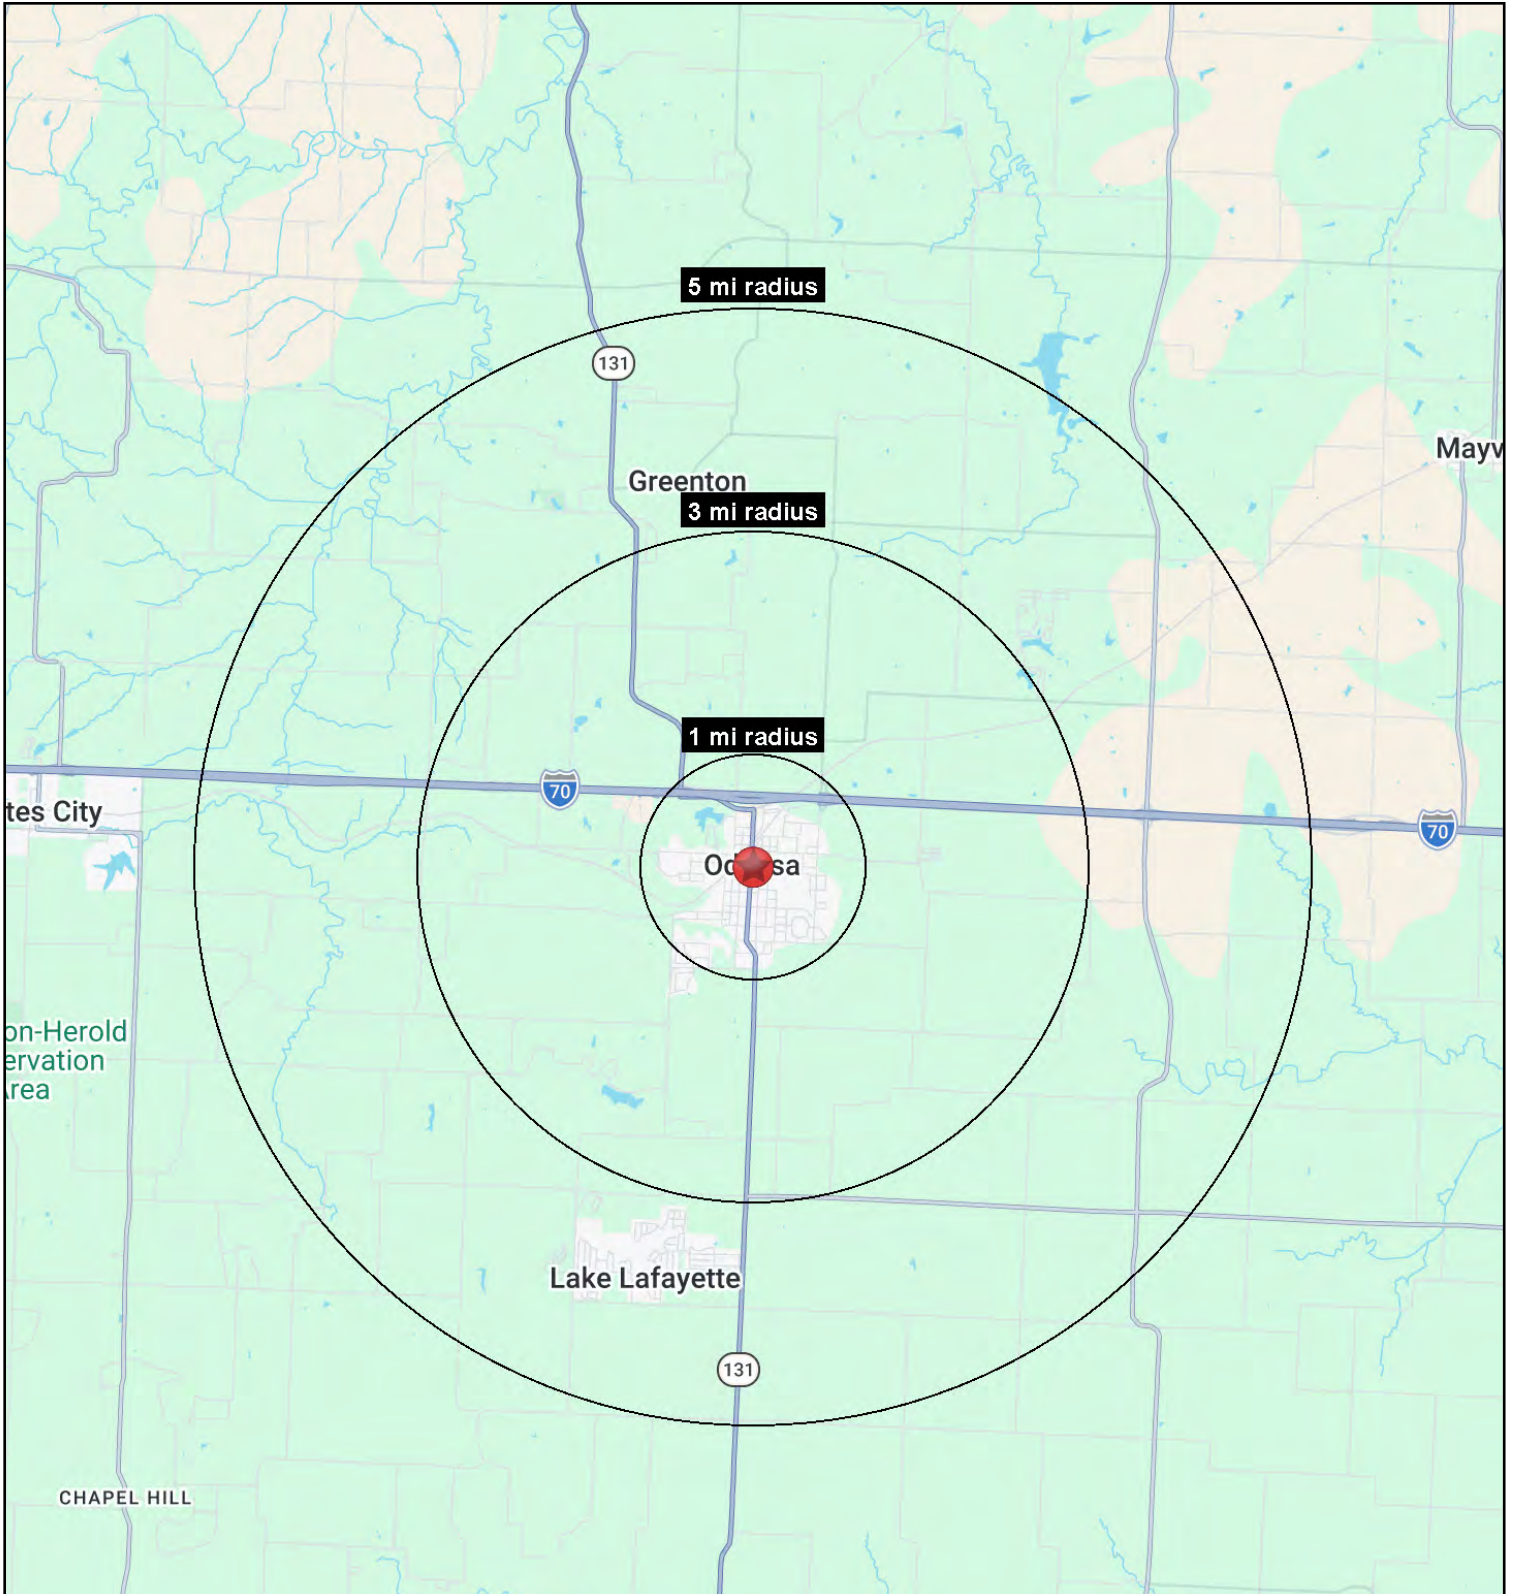 5 mi radius
131
Mayv
Greenton
3 mi radius
1 mi radius
70
tes City
70
Od sa
on-Herold
ervation
rea
Lake Lafayette
131
CHAPEL HILL